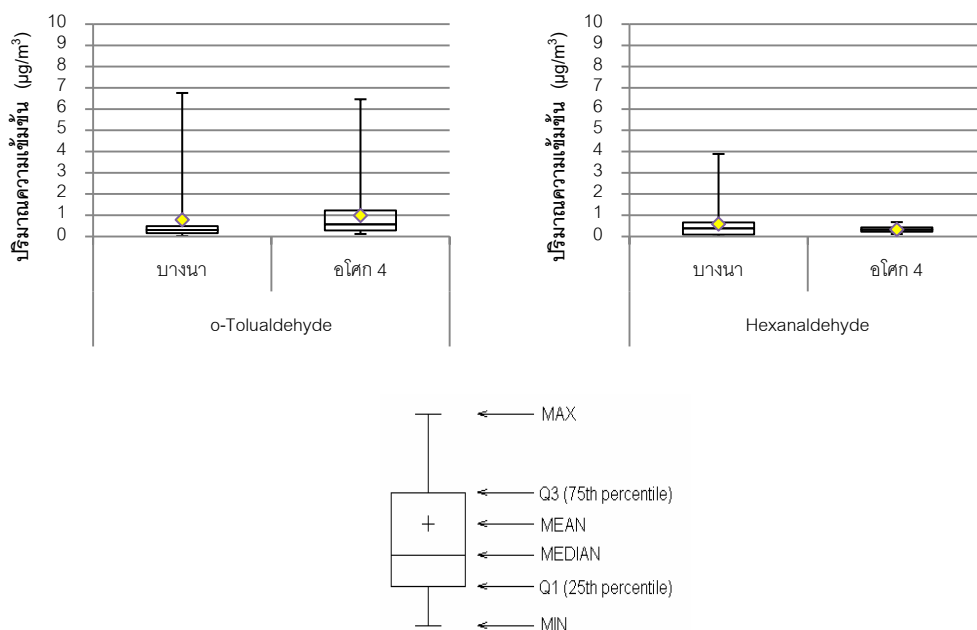 ปริมาณความเข้มข้น (µg/m³)
10
9
8
7
6
5
4
3
2
1
0
บางนา
อโศก 4
o-Tolualdehyde
ปริมาณความเข้มข้น (µg/m³)
10
9
8
7
6
5
4
3
2
1
0
บางนา
อโศก 4
Hexanaldehyde
MAX
Q3 (75th percentile)
MEAN
MEDIAN
Q1 (25th percentile)
MIN